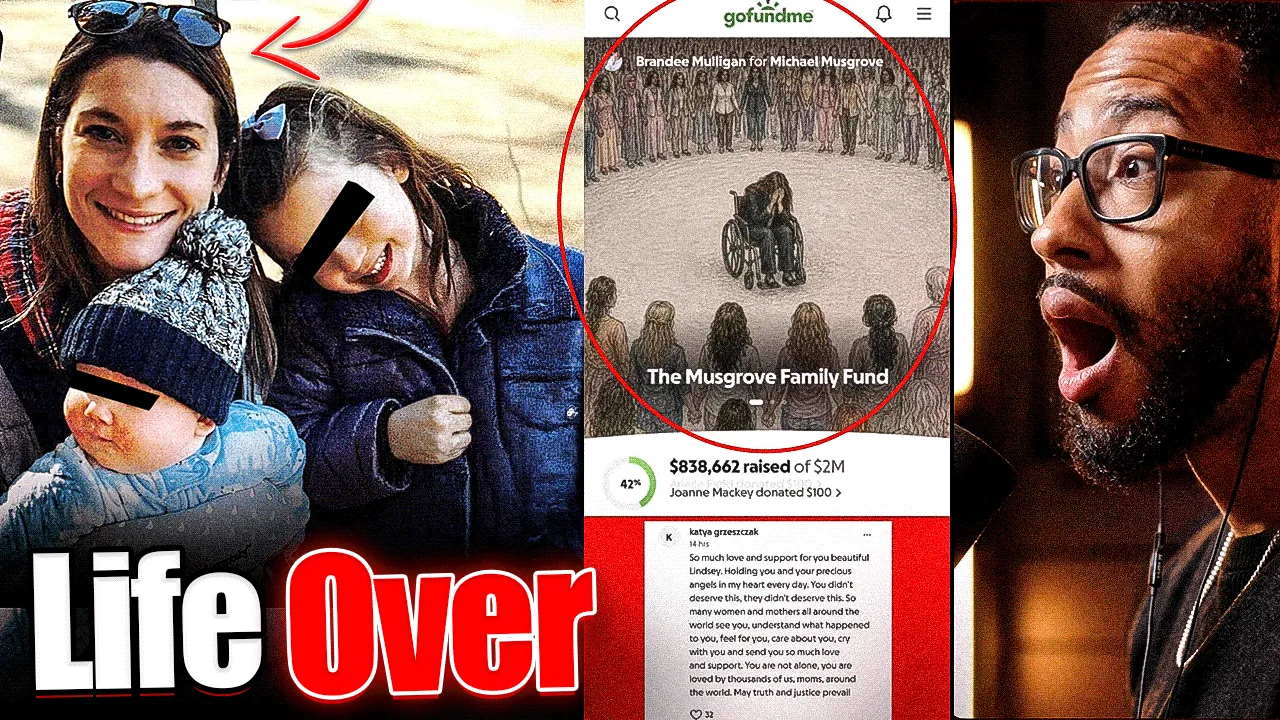 gofundme
Brandee Mulligan for Michael Musgrove
The Musgrove Family Fund
42%
$838,662 raised of $2M
Joanne Mackey donated $100 >
K
katya grzeszczak
14 hrs
So much love and support for you beautiful
Lindsey. Holding you and your precious
angels in my heart every day. You didn't
deserve this, they didn't deserve this. So
many women and mothers all around the
world see you, understand what happened
to you, feel for you, care about you, cry
with you and send you so much love
and support. You are not alone, you are
loved by thousands of us, moms, around
the world. May truth and justice prevail
32
Life Over